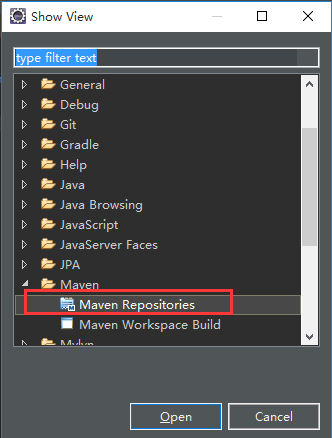 Show View
type filter text
General
Debug
Git
Gradle
Help
Java
Java Browsing
JavaScript
JavaServer Faces
JPA
Maven
Maven Repositories
Maven Workspace Build
Mylyn
Open
Cancel